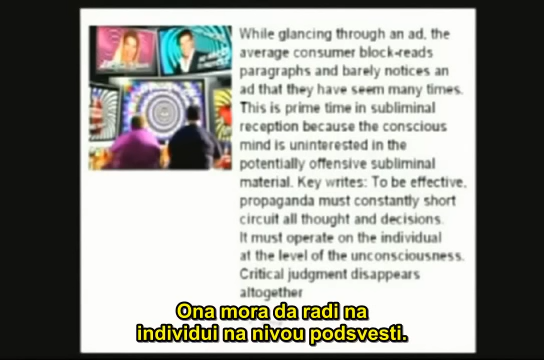 While glancing through an ad, the
average consumer block-reads
paragraphs and barely notices an
ad that they have seem many times.
This is prime time in subliminal
reception because the conscious
mind is uninterested in the
potentially offensive subliminal
material. Key writes: To be effective,
propaganda must constantly short
circuit all thought and decisions.
It must operate on the individual
at the level of the unconsciousness.
Critical judgment disappears
altogether
Ona mora da radi na
individui na nivou podsvesti.